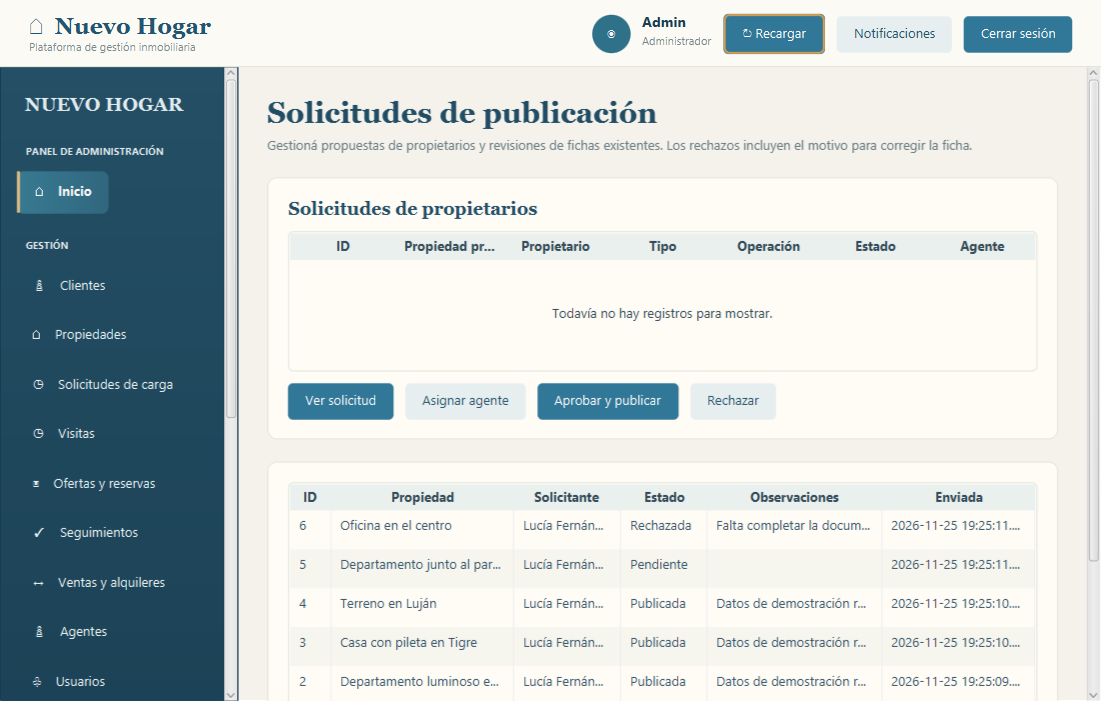 Nuevo Hogar
Plataforma de gestión inmobiliaria
Admin
Administrador
Recargar
Notificaciones
Cerrar sesión
NUEVO HOGAR
PANEL DE ADMINISTRACIÓN
Inicio
GESTIÓN
Clientes
Propiedades
Solicitudes de carga
Visitas
Ofertas y reservas
Seguimientos
Ventas y alquileres
Agentes
Usuarios
Solicitudes de publicación
Gestioná propuestas de propietarios y revisiones de fichas existentes. Los rechazos incluyen el motivo para corregir la ficha.
Solicitudes de propietarios
ID Propiedad pr... Propietario Tipo Operación Estado Agente
Todavía no hay registros para mostrar.
Ver solicitud Asignar agente Aprobar y publicar Rechazar
ID Propiedad Solicitante Estado Observaciones Enviada
6 Oficina en el centro Lucía Fernán... Rechazada Falta completar la docum... 2026-11-25 19:25:11....
5 Departamento junto al par... Lucía Fernán... Pendiente 2026-11-25 19:25:11....
4 Terreno en Luján Lucía Fernán... Publicada Datos de demostración r... 2026-11-25 19:25:10....
3 Casa con pileta en Tigre Lucía Fernán... Publicada Datos de demostración r... 2026-11-25 19:25:10....
2 Departamento luminoso e... Lucía Fernán... Publicada Datos de demostración r... 2026-11-25 19:25:09....